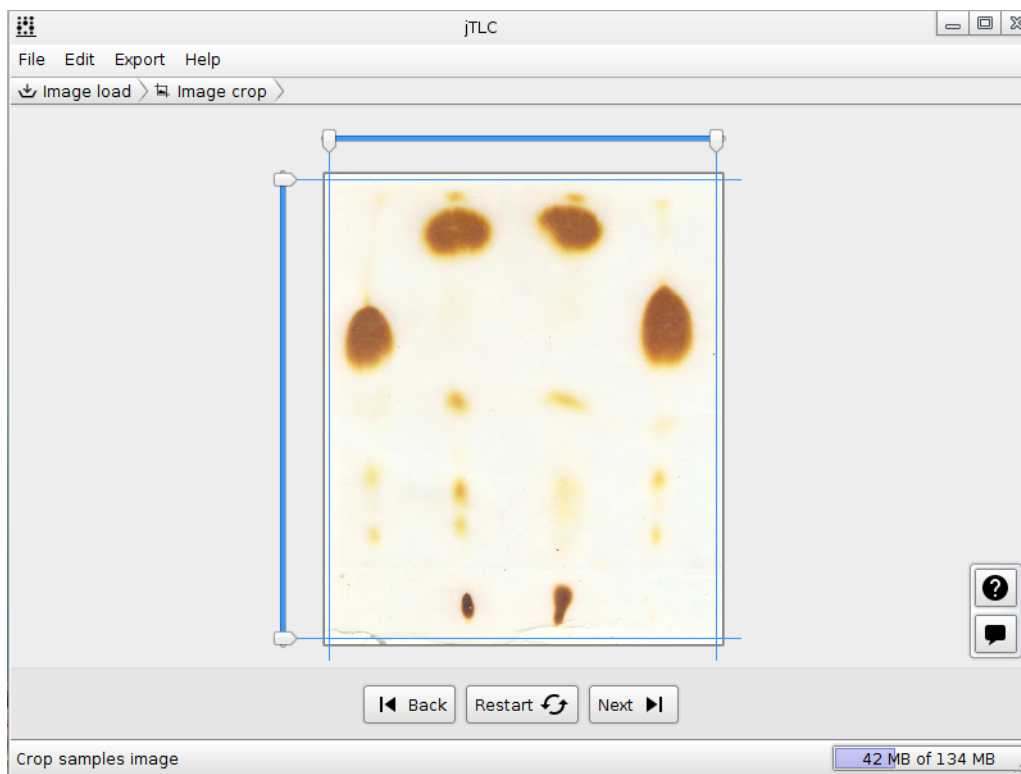 jTLC
File Edit Export Help
Image load Image crop
Back Restart Next
Crop samples image 42 MB of 134 MB